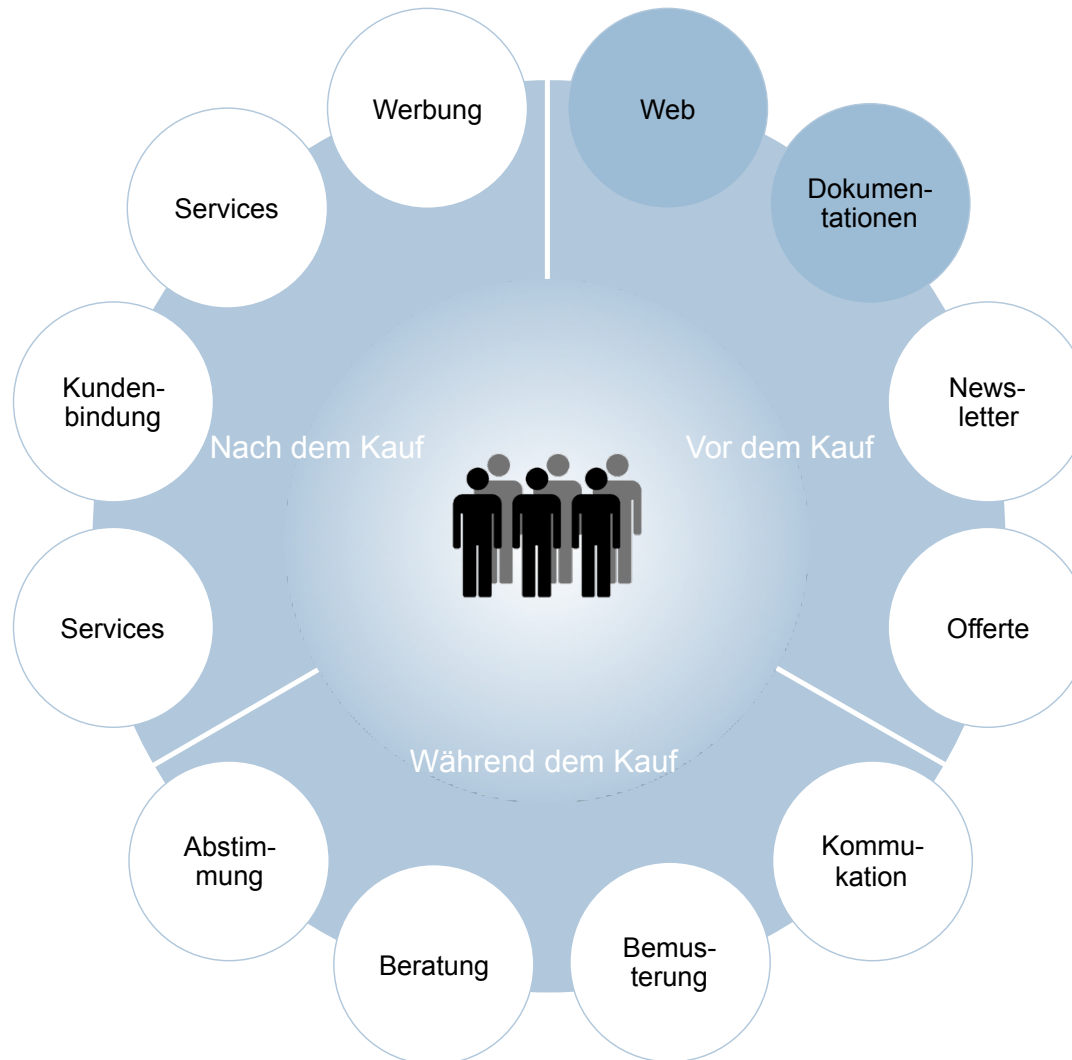 Werbung
Web
Services
Dokumen-
tationen
Kunden-
bindung
News-
letter
Nach dem Kauf
Vor dem Kauf
Services
Offerte
Während dem Kauf
Abstim-
mung
Kommu-
kation
Beratung
Bemus-
terung